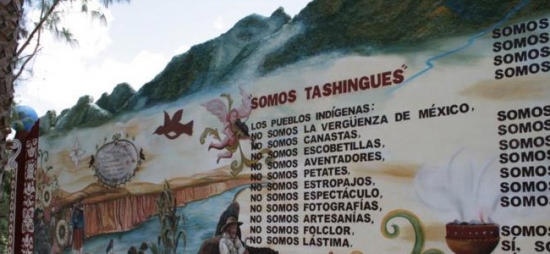 "SOMOS TASHINGUES"
LOS PUEBLOS INDÍGENAS:
NO SOMOS LA VERGÜENZA DE MÉXICO,
NO SOMOS CANASTAS,
NO SOMOS ESCOBETILLAS,
NO SOMOS AVENTADORES,
NO SOMOS PETATES,
NO SOMOS ESTROPAJOS,
NO SOMOS ESPECTÁCULO,
NO SOMOS FOTOGRAFÍAS,
NO SOMOS ARTESANÍAS,
NO SOMOS FOLCLOR,
NO SOMOS LÁSTIMA.
SOMOS
SOMOS
SOMOS
SOMOS
SOMOS
SOMOS
SOMOS
SOMOS
SOMOS
SOMOS
SOMOS
SÍ, SO